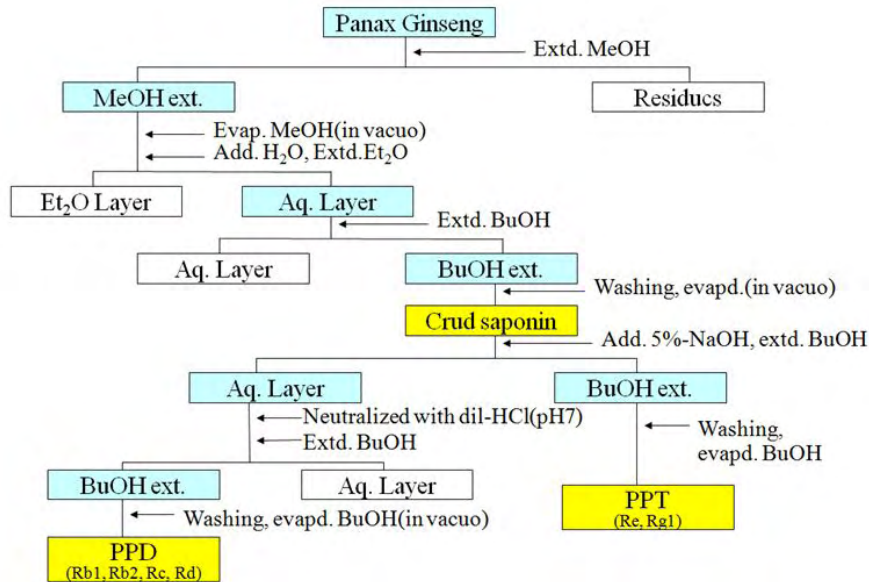 Panax Ginseng
Extd. MeOH
MeOH ext.
Residucs
Evap. MeOH(in vacuo)
Add. H₂O, Extd.Et₂O
Et₂O Layer
Aq. Layer
Extd. BuOH
Aq. Layer
BuOH ext.
Washing, evapd.(in vacuo)
Crud saponin
Add. 5%-NaOH, extd. BuOH
Aq. Layer
BuOH ext.
Neutralized with dil-HCl(pH7)
Extd. BuOH
Washing,
evapd. BuOH
BuOH ext.
Aq. Layer
PPT
(Re, Rg1)
Washing, evapd. BuOH(in vacuo)
PPD
(Rb1, Rb2, Rc, Rd)